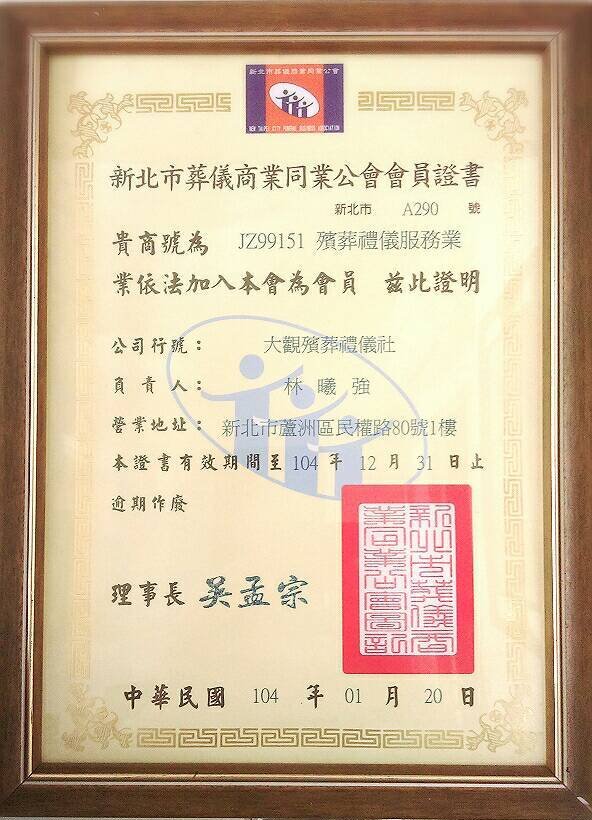 新北市葬儀商業同業公會
NEW TAIPEI CITY FUNERAL BUSINESS ASSOCIATION
新北市葬儀商業同業公會會員證書
新北市 A290 號
貴商號為 JZ99151 殯葬禮儀服務業
業依法加入本會為會員 茲此證明
公司行號：大觀殯葬禮儀社
負責人：林曦強
營業地址：新北市蘆洲區民權路80號1樓
本證書有效期間至 104 年 12 月 31 日止
逾期作廢
理事長 吳孟宗
中華民國 104 年 01 月 20 日